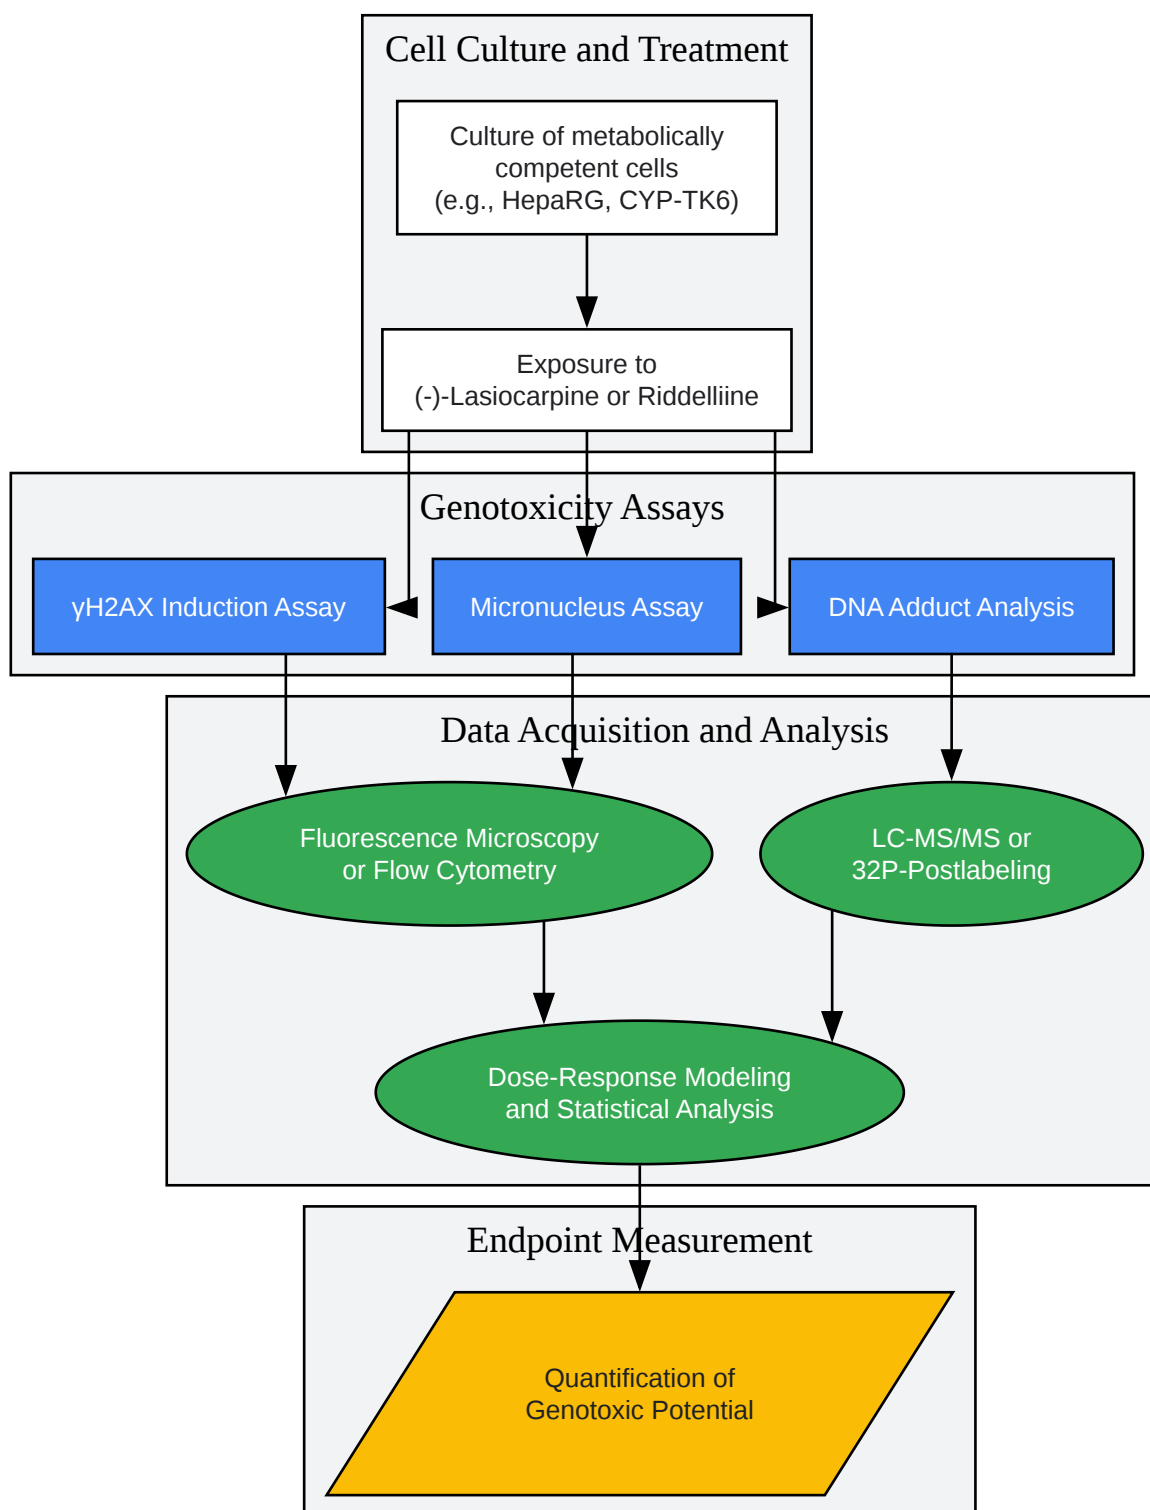 Cell Culture and Treatment
Culture of metabolically
competent cells
(e.g., HepaRG, CYP-TK6)
Exposure to
(-)-Lasiocarpine or Riddelliine
Genotoxicity Assays
γH2AX Induction Assay
Micronucleus Assay
DNA Adduct Analysis
Data Acquisition and Analysis
Fluorescence Microscopy
or Flow Cytometry
LC-MS/MS or
32P-Postlabeling
Dose-Response Modeling
and Statistical Analysis
Endpoint Measurement
Quantification of
Genotoxic Potential